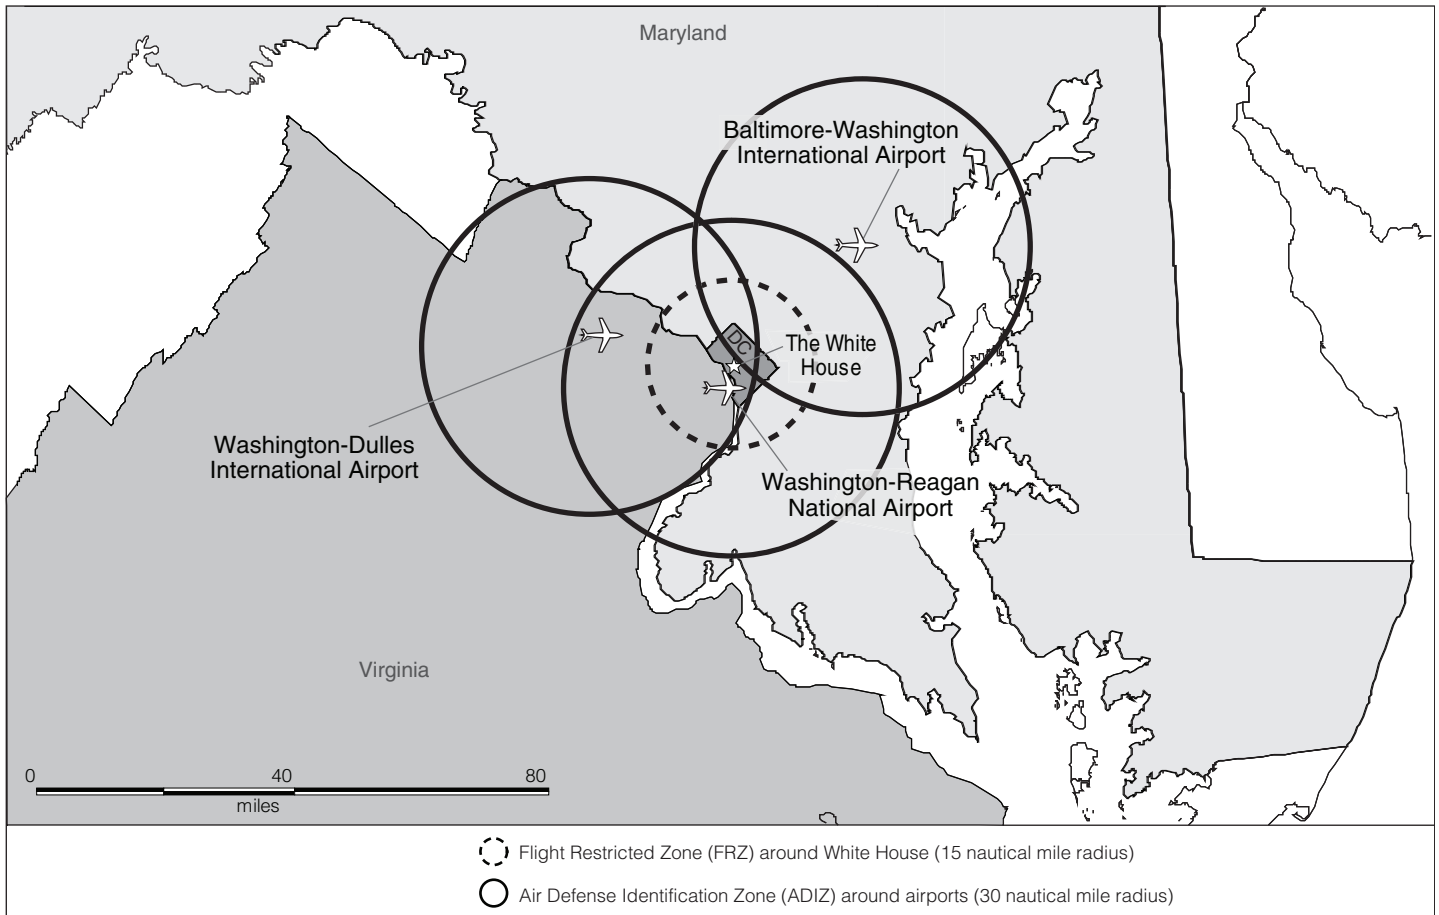 Maryland
Baltimore-Washington
International Airport
DC
The White
House
Washington-Dulles
International Airport
Washington-Reagan
National Airport
Virginia
0 40 80
miles
Flight Restricted Zone (FRZ) around White House (15 nautical mile radius)
Air Defense Identification Zone (ADIZ) around airports (30 nautical mile radius)